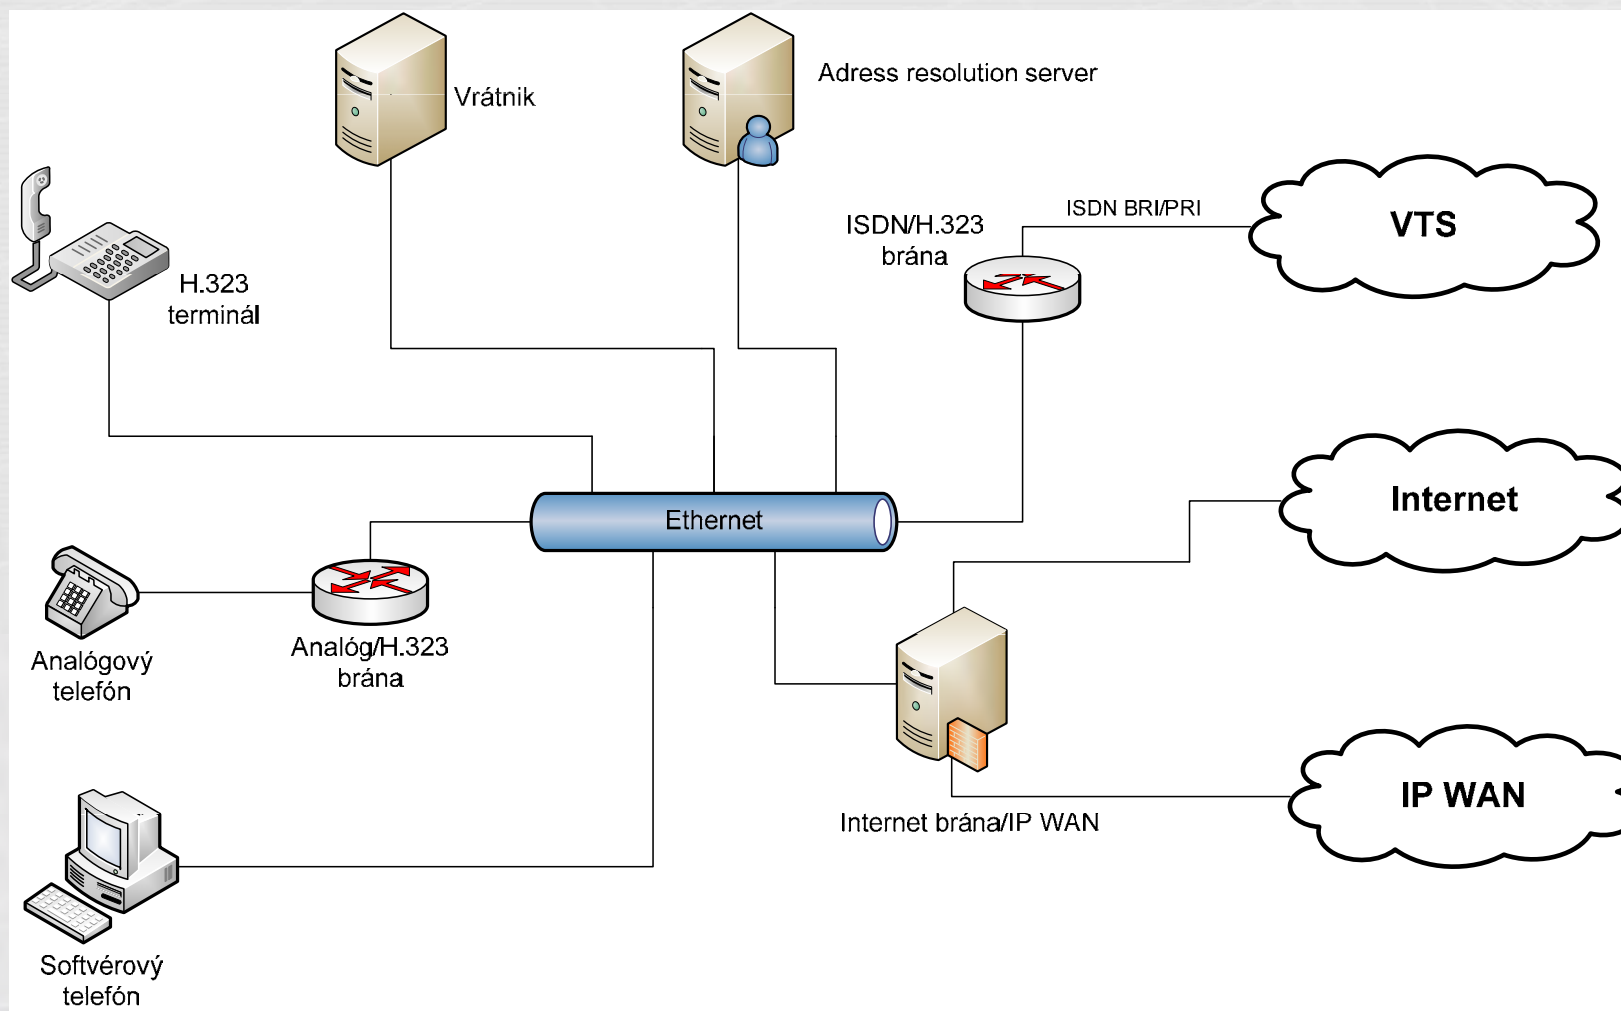 Vrátnik
Adress resolution server
ISDN/H.323
brána
ISDN BRI/PRI
VTS
H.323
terminál
Ethernet
Internet
Analógový
telefón
Analóg/H.323
brána
Internet brána/IP WAN
IP WAN
Softvérový
telefón